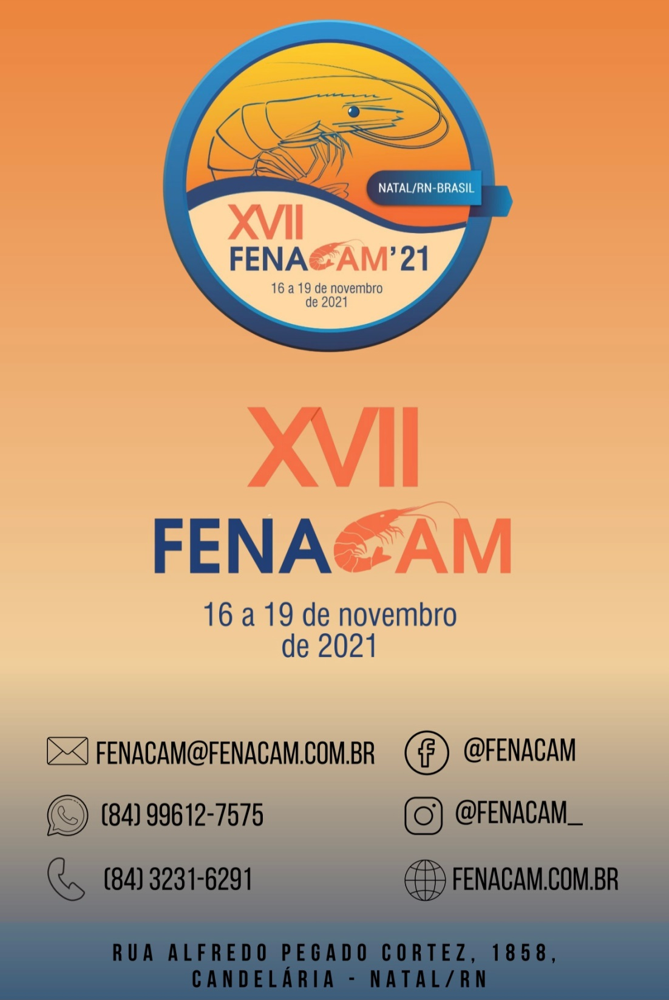 NATAL/RN-BRASIL
XVII
FENACAM'21
16 a 19 de novembro
de 2021
XVII
FENACAM
16 a 19 de novembro
de 2021
FENACAM@FENACAM.COM.BR
@FENACAM
(84) 99612-7575
@FENACAM_
(84) 3231-6291
FENACAM.COM.BR
RUA ALFREDO PEGADO CORTEZ, 1858,
CANDELÁRIA - NATAL/RN